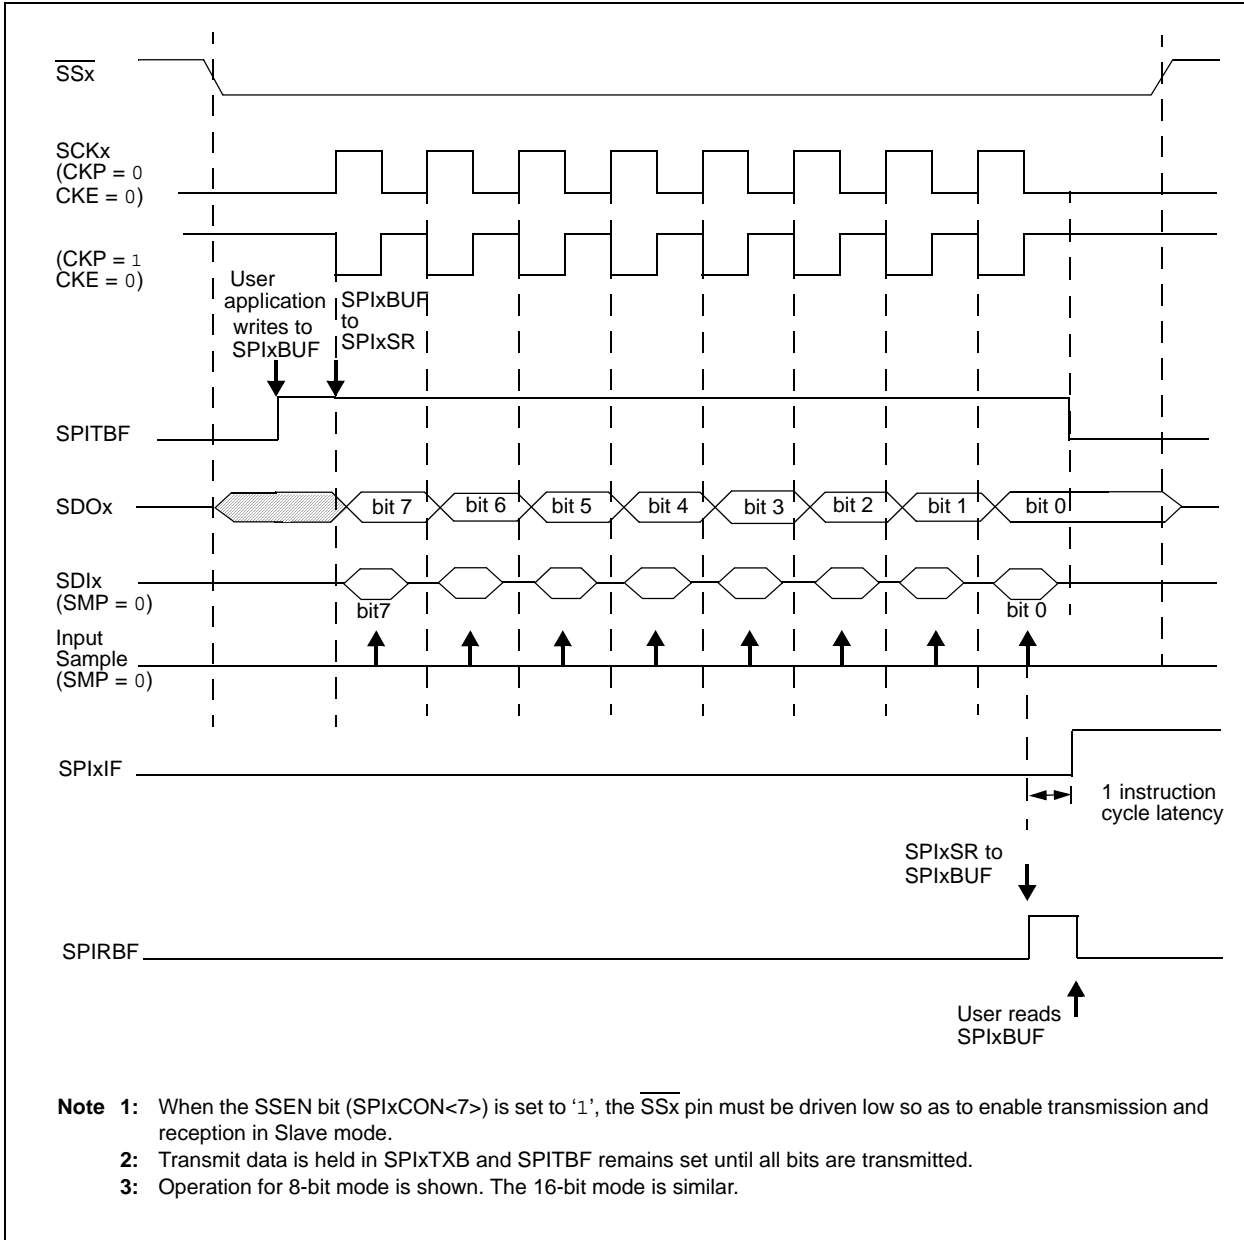 SSx
SCKx
(CKP = 0
CKE = 0)
(CKP = 1
CKE = 0)
User
application
writes to
SPIxBUF
SPIxBUF
to
SPIxSR
SPITBF
SDOx
bit 7
bit 6
bit 5
bit 4
bit 3
bit 2
bit 1
bit 0
SDIx
(SMP = 0)
bit7
bit 0
Input
Sample
(SMP = 0)
SPIxIF
1 instruction
cycle latency
SPIxSR to
SPIxBUF
SPIRBF
User reads
SPIxBUF
Note 1: When the SSEN bit (SPIxCON<7>) is set to ‘1’, the SSx pin must be driven low so as to enable transmission and
reception in Slave mode.
2: Transmit data is held in SPIxTXB and SPITBF remains set until all bits are transmitted.
3: Operation for 8-bit mode is shown. The 16-bit mode is similar.